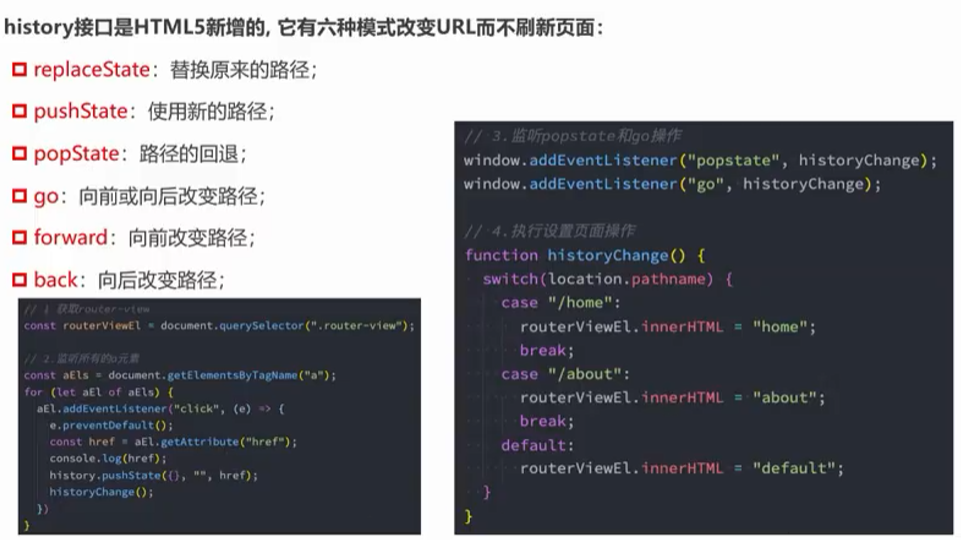 history接口是HTML5新增的, 它有六种模式改变URL而不刷新页面：
replaceState：替换原来的路径；
pushState：使用新的路径；
popState：路径的回退；
go：向前或向后改变路径；
forward：向前改变路径；
back：向后改变路径；
// 1 获取router-view
const routerViewEl = document.querySelector(".router-view");
// 2.监听所有的a元素
const aEls = document.getElementsByTagName("a");
for (let aEl of aEls) {
aEl.addEventListener("click", (e) => {
e.preventDefault();
const href = aEl.getAttribute("href");
console.log(href);
history.pushState({}, "", href);
historyChange();
})
}
// 3.监听popstate和go操作
window.addEventListener("popstate", historyChange);
window.addEventListener("go", historyChange);
// 4.执行设置页面操作
function historyChange() {
switch(location.pathname) {
case "/home":
routerViewEl.innerHTML = "home";
break;
case "/about":
routerViewEl.innerHTML = "about";
break;
default:
routerViewEl.innerHTML = "default";
}
}